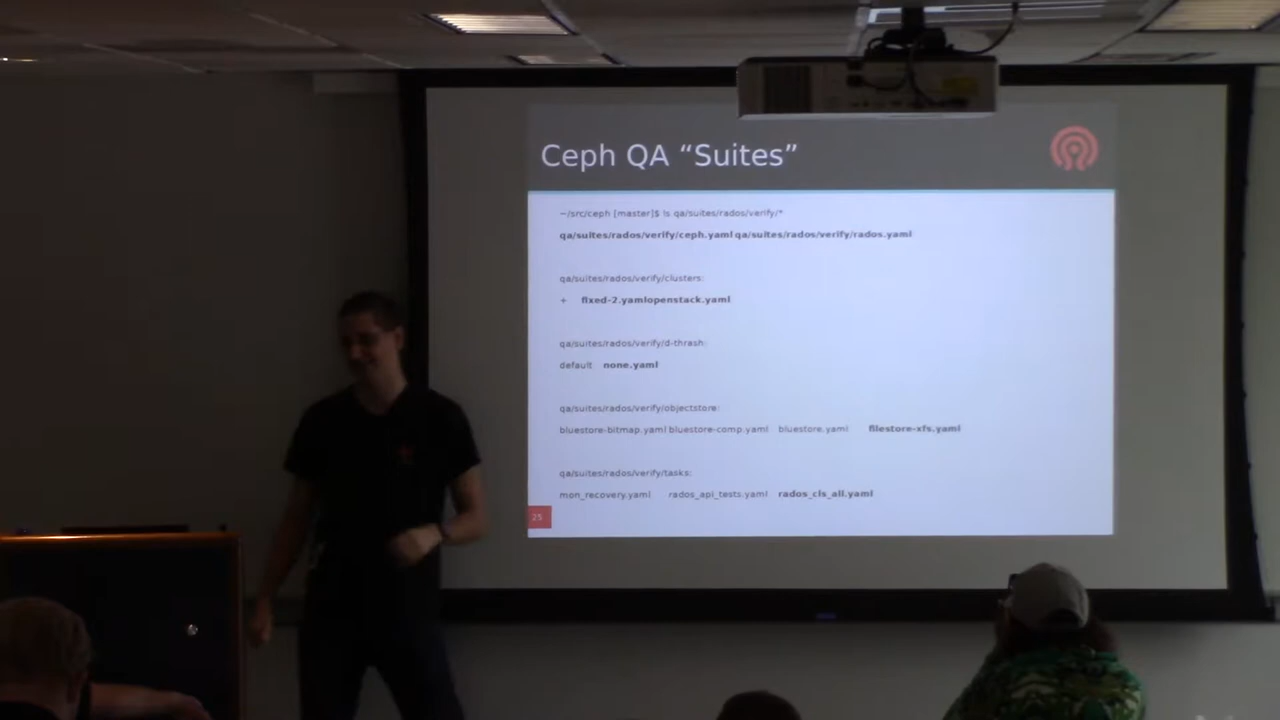 Ceph QA “Suites”
~/src/ceph [master]$ ls qa/suites/rados/verify/*
qa/suites/rados/verify/ceph.yaml qa/suites/rados/verify/rados.yaml
qa/suites/rados/verify/clusters:
+ fixed-2.yamlopenstack.yaml
qa/suites/rados/verify/d-thrash:
default none.yaml
qa/suites/rados/verify/objectstore:
bluestore-bitmap.yaml bluestore-comp.yaml bluestore.yaml filestore-xfs.yaml
qa/suites/rados/verify/tasks:
mon_recovery.yaml rados_api_tests.yaml rados_cls_all.yaml
25